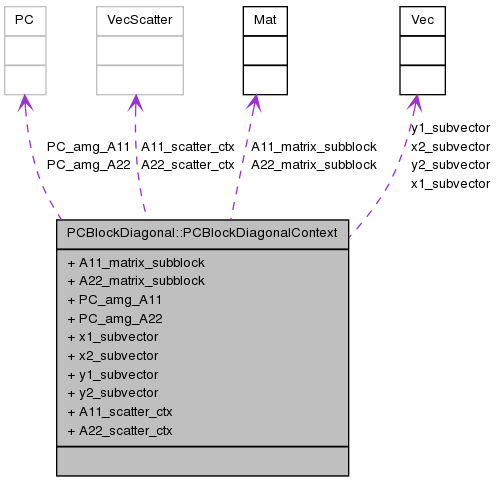 PC
VecScatter
Mat
Vec
PC_amg_A11
PC_amg_A22
A11_scatter_ctx
A22_scatter_ctx
A11_matrix_subblock
A22_matrix_subblock
y1_subvector
x2_subvector
y2_subvector
x1_subvector
PCBlockDiagonal::PCBlockDiagonalContext
+ A11_matrix_subblock
+ A22_matrix_subblock
+ PC_amg_A11
+ PC_amg_A22
+ x1_subvector
+ x2_subvector
+ y1_subvector
+ y2_subvector
+ A11_scatter_ctx
+ A22_scatter_ctx